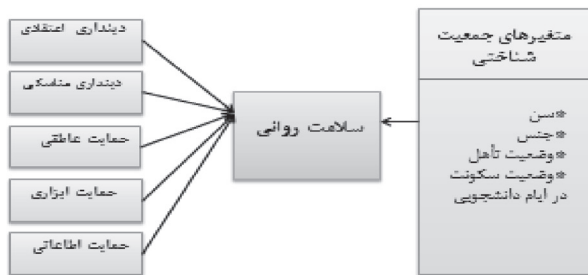 متغیرهای جمعیت
شناختی
*سن
*جنس
*وضعیت تأهل
*وضعیت سکونت
در ایام دانشجویی
سلامت روانی
دینداری اعتقادی
دینداری مناسکی
حمایت عاطفی
حمایت ابزاری
حمایت اطلاعاتی